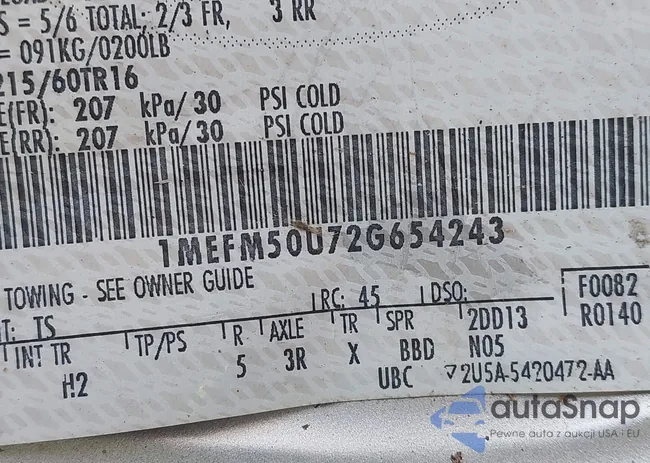 S = 5/6 TOTAL; 2/3 FR, 3 RR
= 091KG/0200LB
215/60TR16
E(FR): 207 kPa/30 PSI COLD
E(RR): 207 kPa/30 PSI COLD
1MEFM50U72G654243
TOWING - SEE OWNER GUIDE
RC: 45 DSO:
T: TS
F0082
R0140
INT TR TP/PS R AXLE TR SPR 2DD13
H2 5 3R X BBD N05
UBC 2U5A-5420472-AA
autoSnap
Pewne auta z aukcji USA i EU